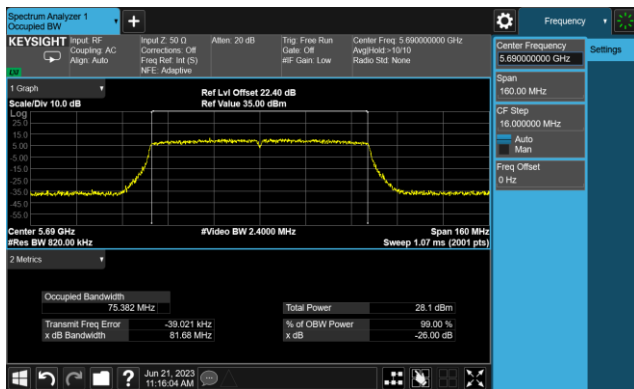 Spectrum Analyzer 1
Occupied BW
Frequency
KEYSIGHT
Input: RF
Coupling: AC
Align: Auto
Input Z: 50 Ω
Corrections: Off
Freq Ref: Int (S)
NFE: Adaptive
Atten: 20 dB
Trig: Free Run
Gate: Off
#IF Gain: Low
Center Freq: 5.690000000 GHz
Avg|Hold:>10/10
Radio Std: None
Center Frequency
5.690000000 GHz
Settings
Span
160.00 MHz
CF Step
16.000000 MHz
Auto
Man
Freq Offset
0 Hz
1 Graph
Scale/Div 10.0 dB
Ref Lvl Offset 22.40 dB
Ref Value 35.00 dBm
Log
25.0
15.0
5.00
-5.00
-15.0
-25.0
-35.0
-45.0
-55.0
Center 5.69 GHz
#Video BW 2.4000 MHz
Span 160 MHz
#Res BW 820.00 kHz
Sweep 1.07 ms (2001 pts)
2 Metrics
Occupied Bandwidth
75.382 MHz
Total Power 28.1 dBm
Transmit Freq Error -39.021 kHz
% of OBW Power 99.00 %
x dB Bandwidth 81.68 MHz
x dB -26.00 dB
?
Jun 21, 2023
11:16:04 AM